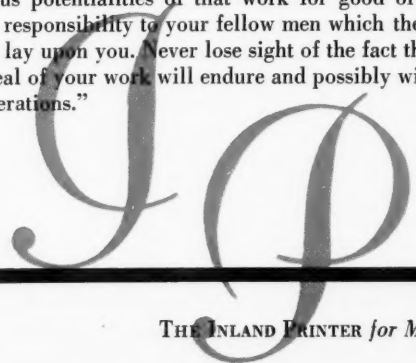 us potentialities of that work for good or
responsibility to your fellow men which the
lay upon you. Never lose sight of the fact th
eal of your work will endure and possibly wi
erations.”
I P
THE INLAND PRINTER for M